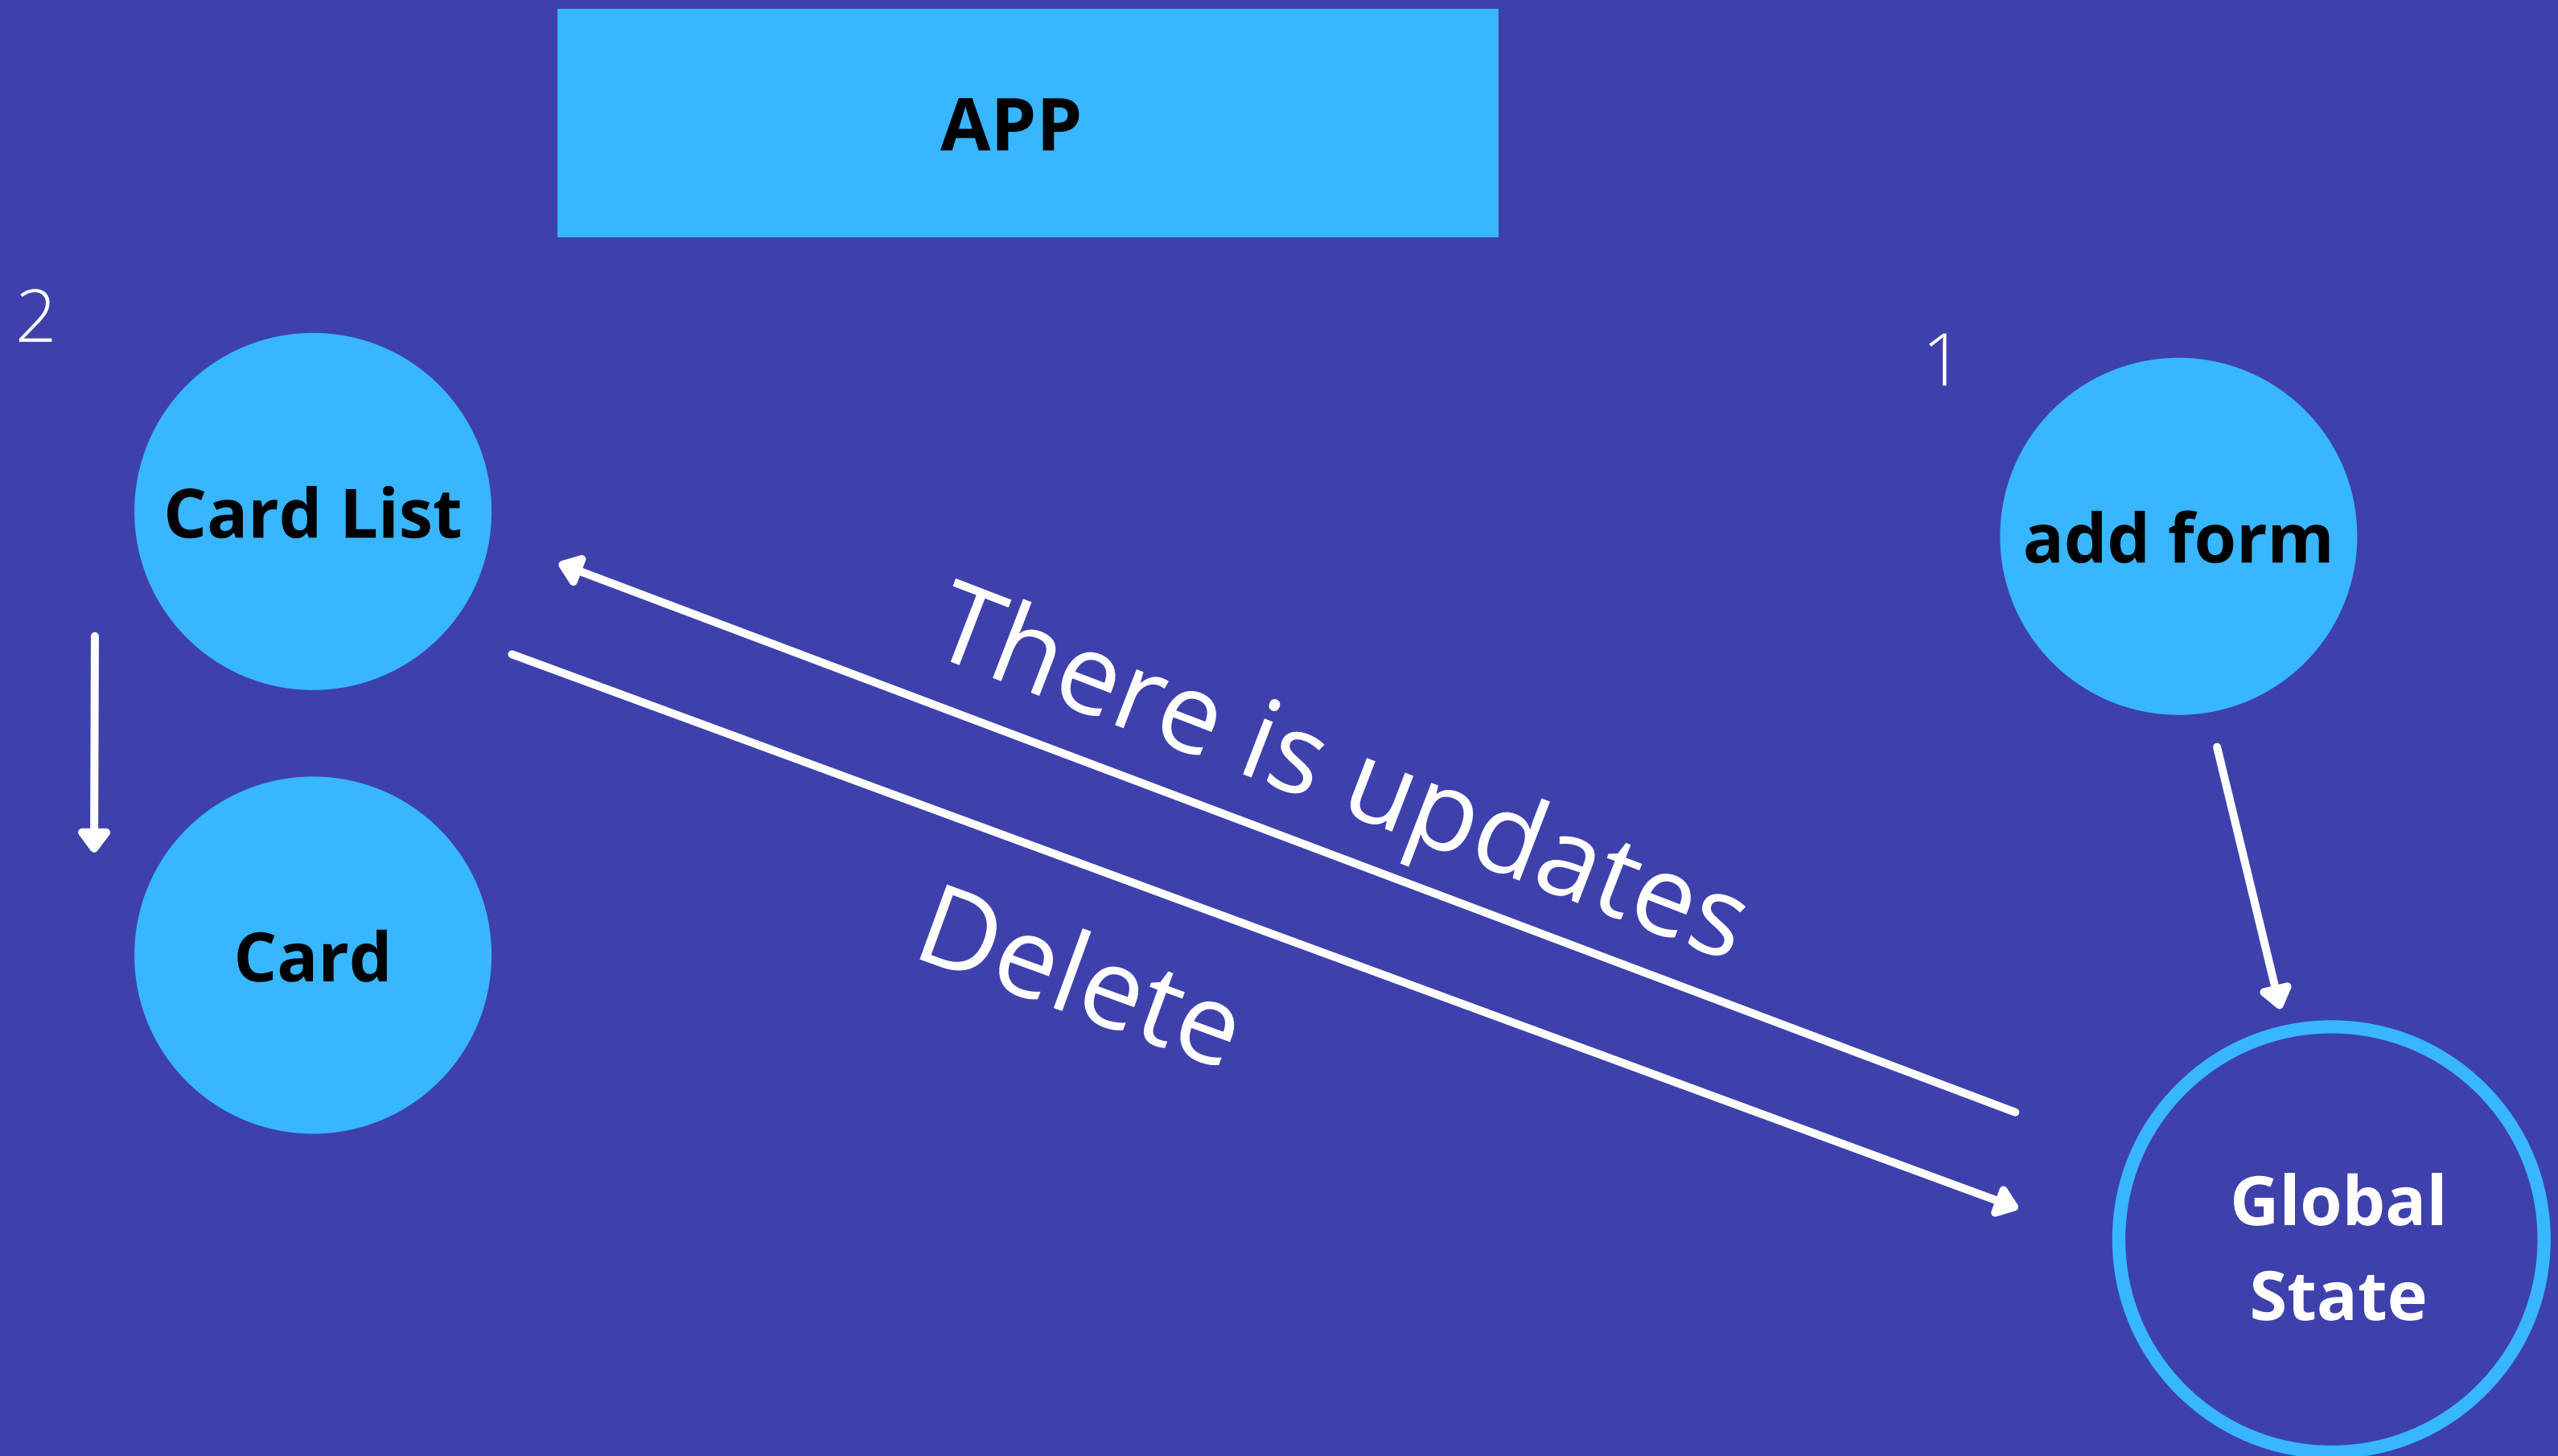 APP
2
1
Card List
add form
There is updates
Delete
Card
Global
State